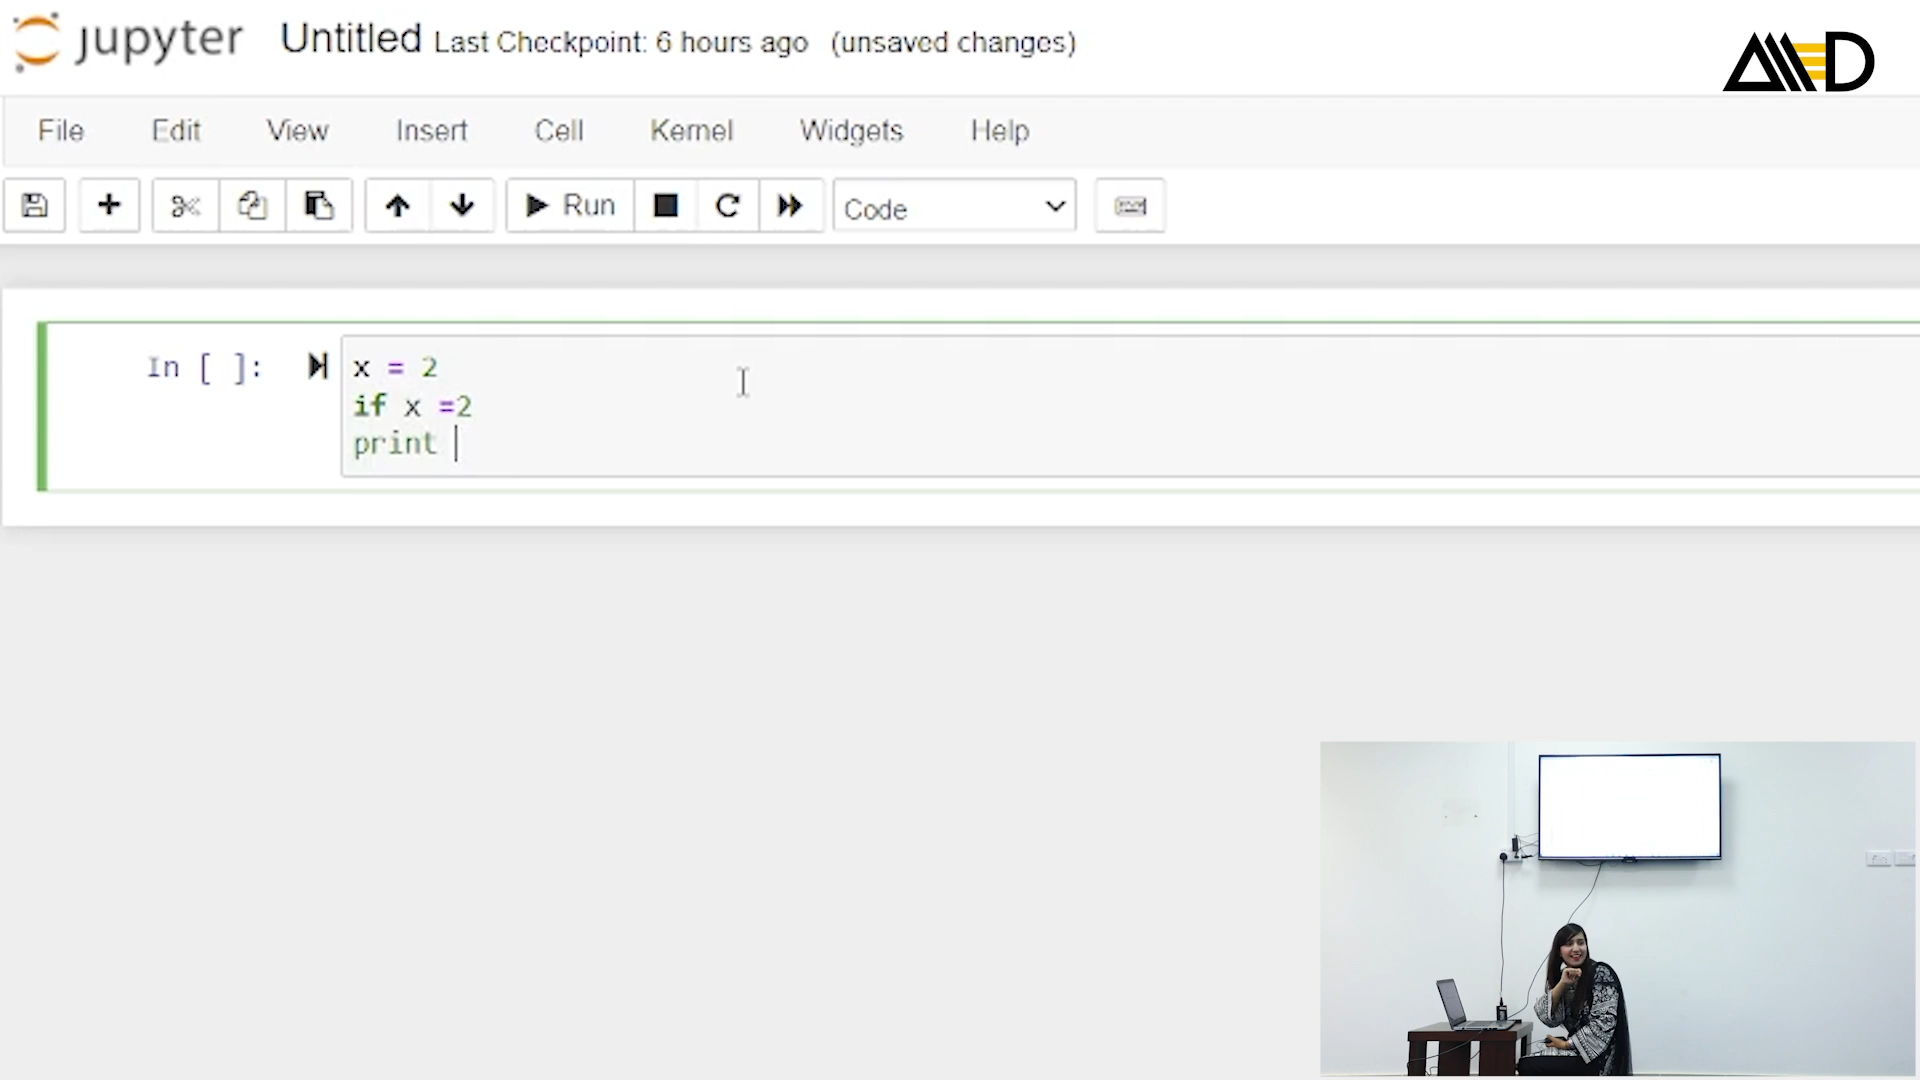 jupyter Untitled Last Checkpoint: 6 hours ago (unsaved changes)
AMED
File Edit View Insert Cell Kernel Widgets Help
Run Code
In [ ]: x = 2
if x =2
print